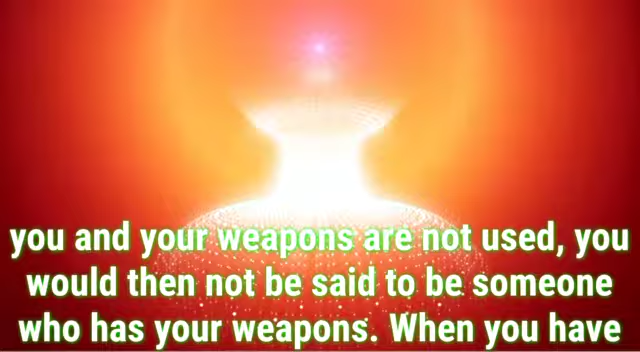 you and your weapons are not used, you
would then not be said to be someone
who has your weapons. When you have